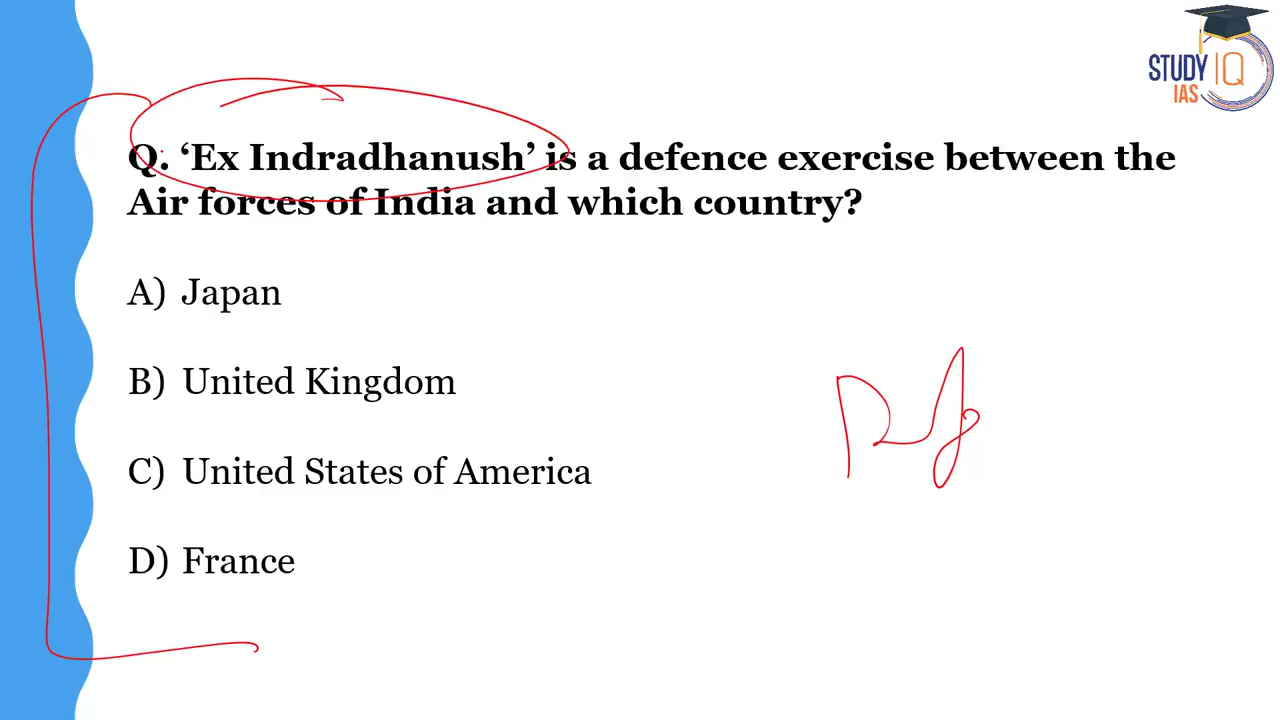 STUDY IQ
IAS
Q. ‘Ex Indradhanush’ is a defence exercise between the
Air forces of India and which country?
A) Japan
B) United Kingdom
C) United States of America
D) France